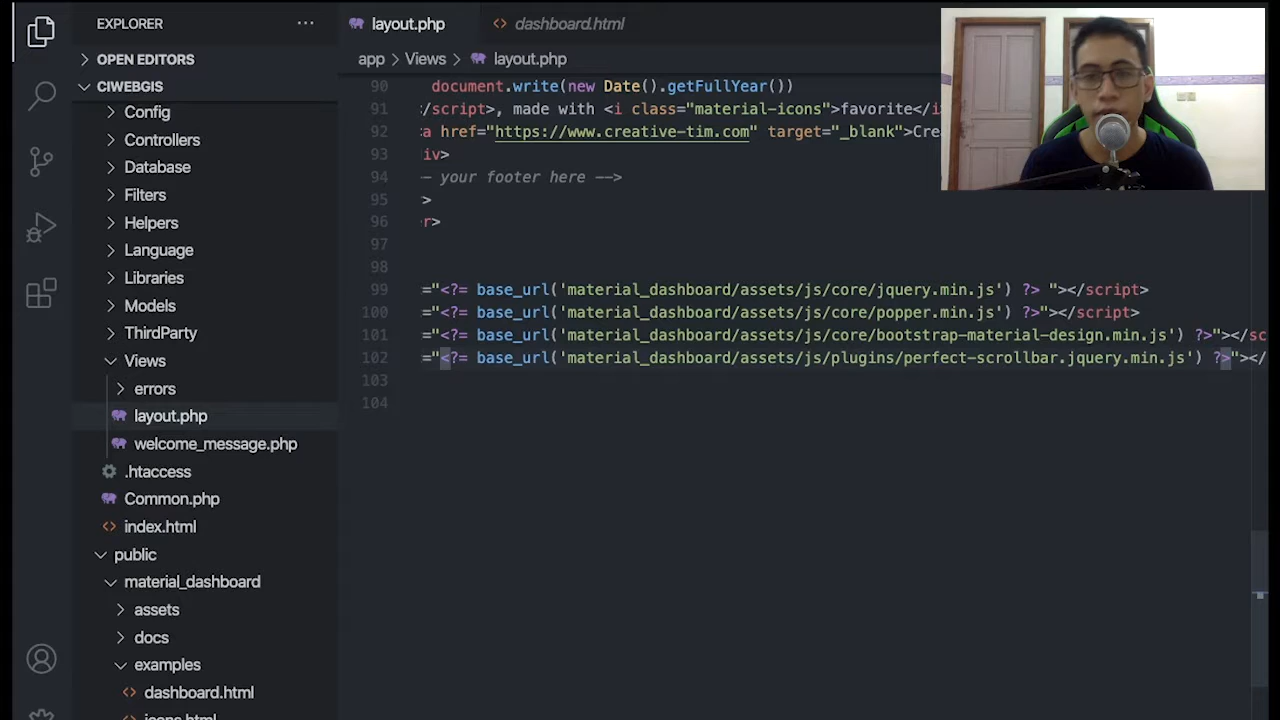 EXPLORER
OPEN EDITORS
CIWEBGIS
Config
Controllers
Database
Filters
Helpers
Language
Libraries
Models
ThirdParty
Views
errors
layout.php
welcome_message.php
.htaccess
Common.php
index.html
public
material_dashboard
assets
docs
examples
dashboard.html
icons.html
layout.php
dashboard.html
app > Views > layout.php
90 document.write(new Date().getFullYear())
91 /script>, made with <i class="material-icons">favorite</i
92 a href="https://www.creative-tim.com" target="_blank">Crea
93 iv>
94 -- your footer here -->
95 >
96 r>
97
98
99 ="<?= base_url('material_dashboard/assets/js/core/jquery.min.js') ?> "></script>
100 ="<?= base_url('material_dashboard/assets/js/core/popper.min.js') ?>"></script>
101 ="<?= base_url('material_dashboard/assets/js/core/bootstrap-material-design.min.js') ?>"></sc
102 ="<?= base_url('material_dashboard/assets/js/plugins/perfect-scrollbar.jquery.min.js') ?>"></
103
104